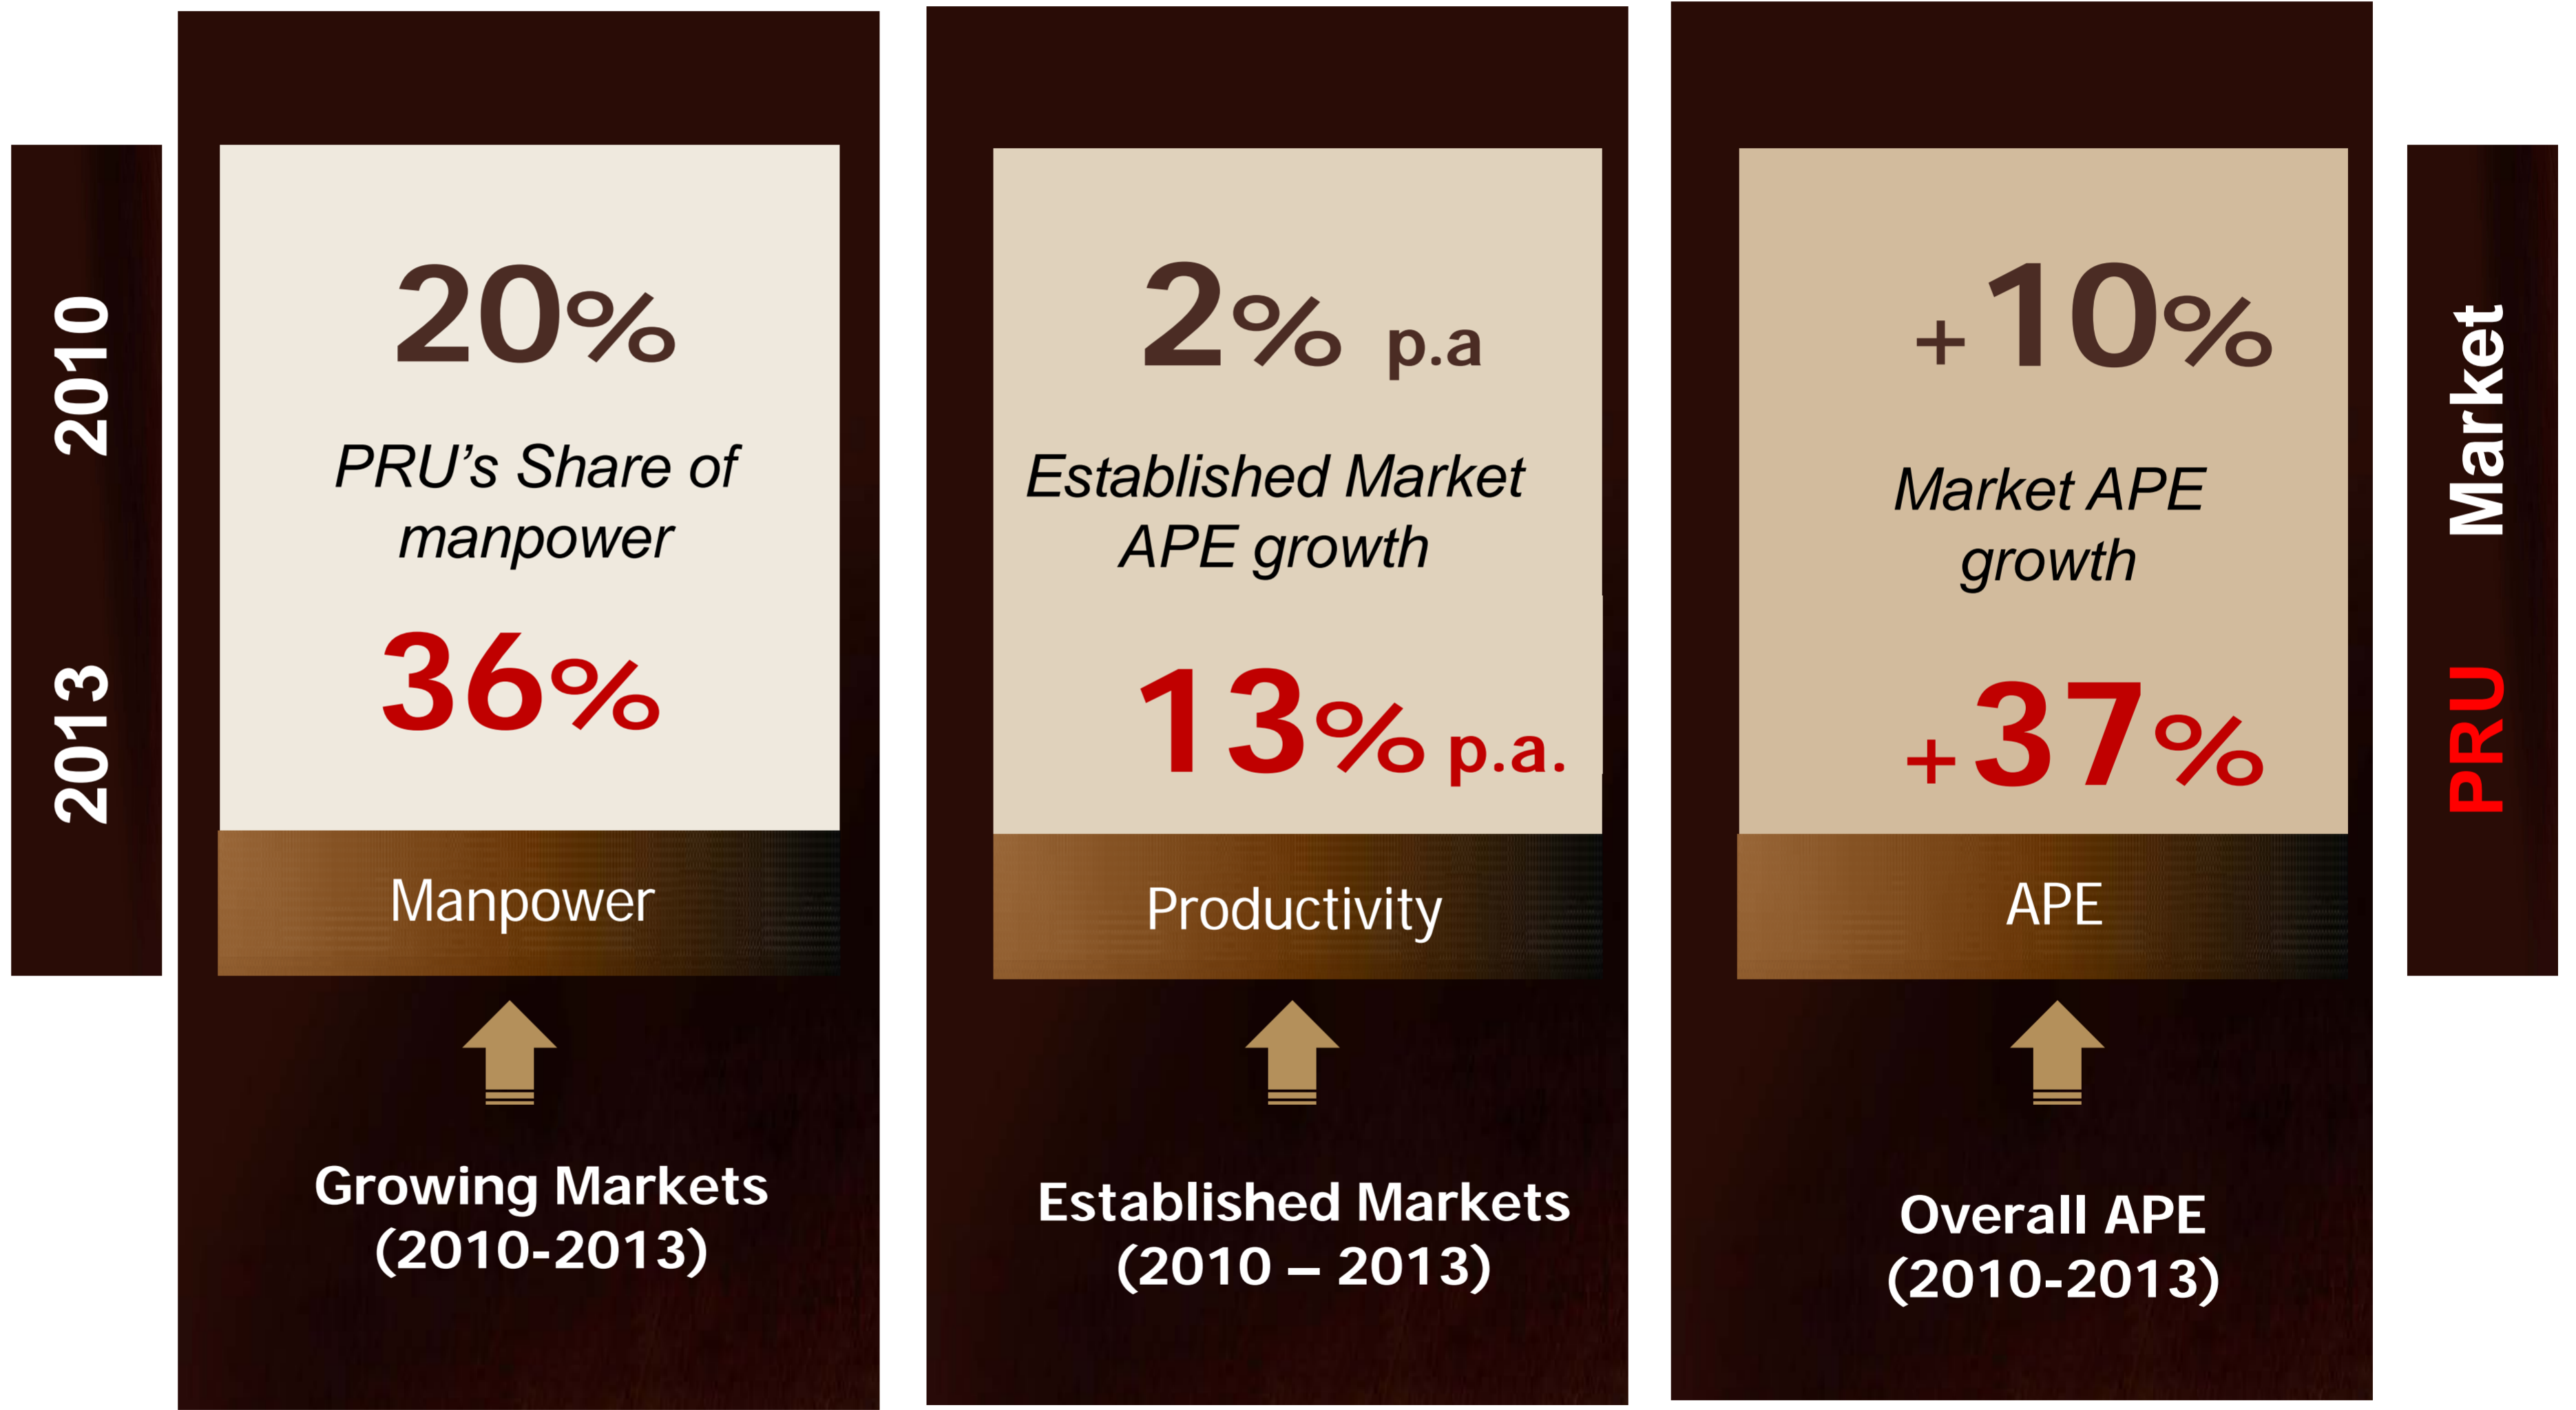 2010
2013
20%
PRU's Share of
manpower
36%
Manpower
Growing Markets
(2010-2013)
2% p.a
Established Market
APE growth
13% p.a.
Productivity
Established Markets
(2010 – 2013)
+10%
Market APE
growth
+37%
APE
Overall APE
(2010-2013)
Market
PRU